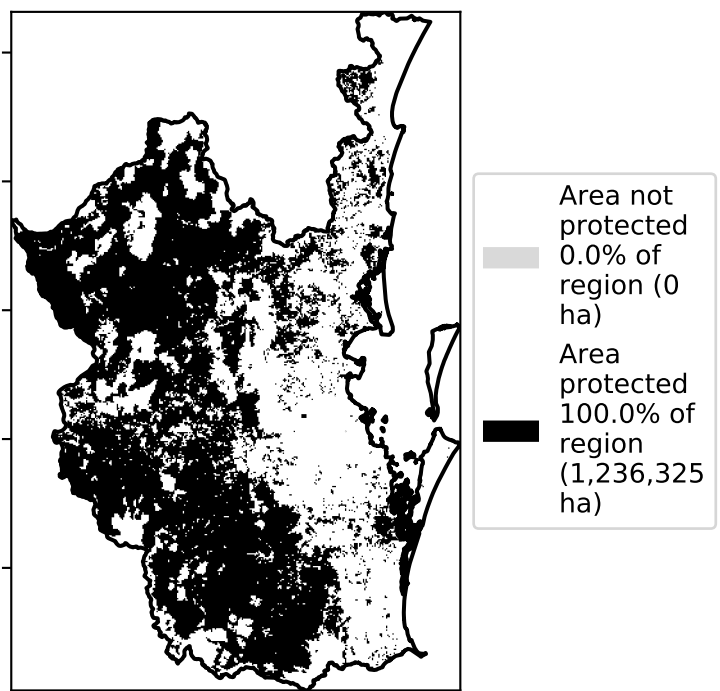 Area not
protected
0.0% of
region (0
ha)
Area
protected
100.0% of
region
(1,236,325
ha)